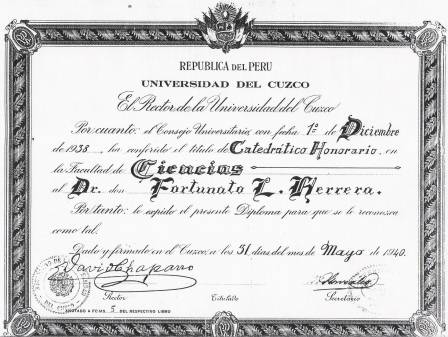 REPUBLICA DEL PERU
UNIVERSIDAD DEL CUZCO
El Rector de la Universidad del Cuzco
Por cuanto: el Consejo Universitario, con fecha 1º de Diciembre
de 1938, ha conferido el título de Catedrático Honorario, en
la Facultad de Ciencias
al Dr. don Fortunato L. Herrera.
Por tanto: le expido el presente Diploma para que se le reconozca
como tal.
Dado y firmado en el Cuzco, a los 31 días del mes de Mayo de 1940.
David Chaparro
Rector Titulado Secretario
ANOTADO A FOJAS 5 DEL RESPECTIVO LIBRO